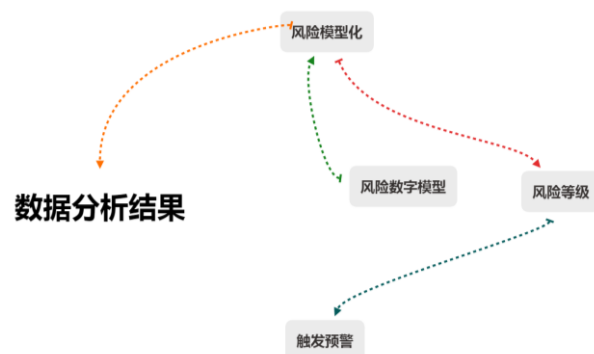 风险模型化
风险数字模型
风险等级
数据分析结果
触发预警